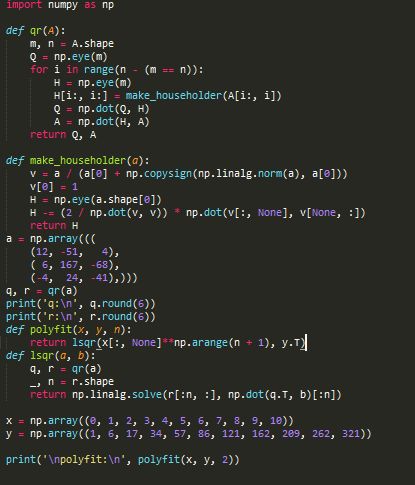 import numpy as np
def qr(A):
    m, n = A.shape
    Q = np.eye(m)
    for i in range(n - (m == n)):
        H = np.eye(m)
        H[i:, i:] = make_householder(A[i:, i])
        Q = np.dot(Q, H)
        A = np.dot(H, A)
    return Q, A
def make_householder(a):
    v = a / (a[0] + np.copysign(np.linalg.norm(a), a[0]))
    v[0] = 1
    H = np.eye(a.shape[0])
    H -= (2 / np.dot(v, v)) * np.dot(v[:, None], v[None, :])
    return H
a = np.array(((
    (12, -51,   4),
    ( 6, 167, -68),
    (-4,  24, -41),)))
q, r = qr(a)
print('q:\n', q.round(6))
print('r:\n', r.round(6))
def polyfit(x, y, n):
    return lsqr(x[:, None]**np.arange(n + 1), y.T)
def lsqr(a, b):
    q, r = qr(a)
    _, n = r.shape
    return np.linalg.solve(r[:n, :], np.dot(q.T, b)[:n])
x = np.array((0, 1, 2, 3, 4, 5, 6, 7, 8, 9, 10))
y = np.array((1, 6, 17, 34, 57, 86, 121, 162, 209, 262, 321))
print('\npolyfit:\n', polyfit(x, y, 2))